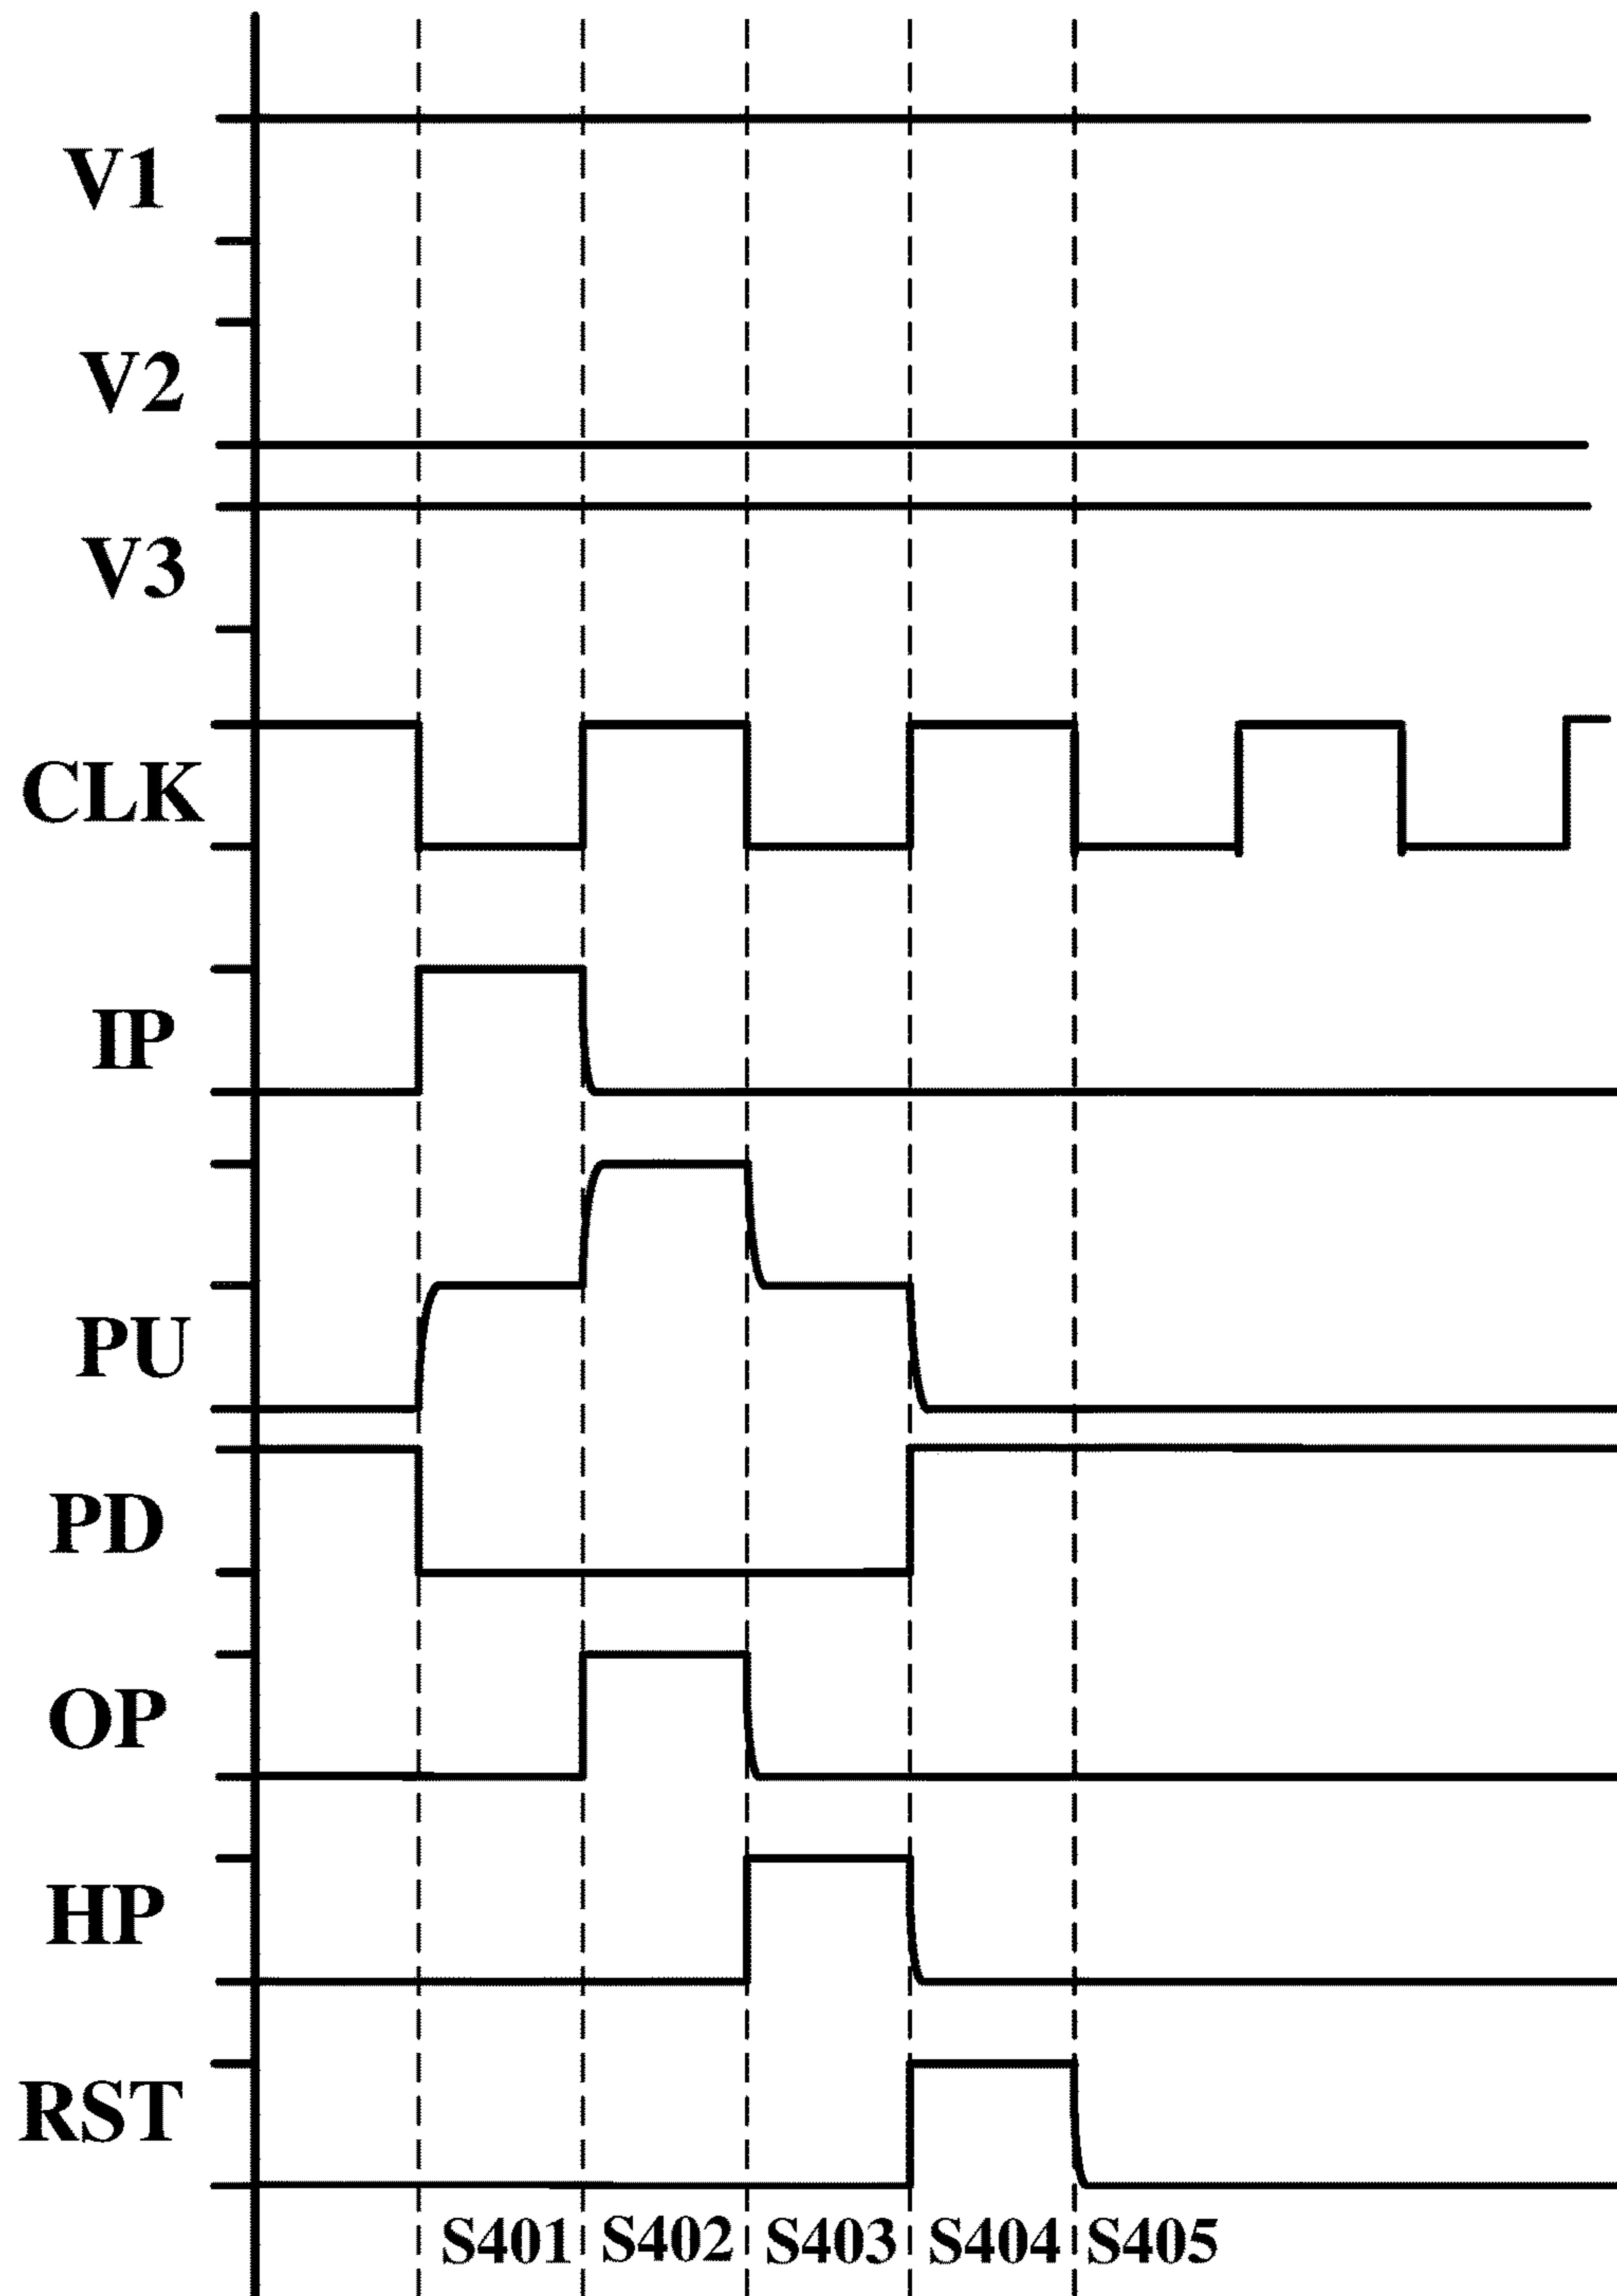 V1
V2
V3
CLK
IP
PU
PD
OP
HP
RST
S401 S402 S403 S404 S405